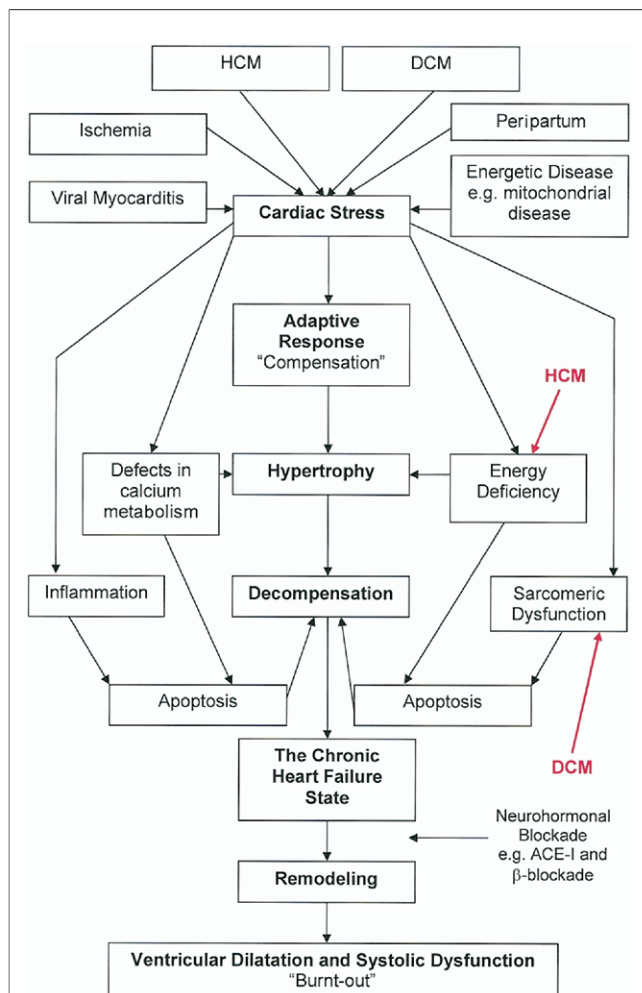 HCM
DCM
Ischemia
Peripartum
Viral Myocarditis
Cardiac Stress
Energetic Disease
e.g. mitochondrial
disease
Adaptive
Response
“Compensation”
HCM
Defects in
calcium
metabolism
Hypertrophy
Energy
Deficiency
Inflammation
Decompensation
Sarcomeric
Dysfunction
Apoptosis
Apoptosis
The Chronic
Heart Failure
State
DCM
Neurohormonal
Blockade
e.g. ACE-I and
β-blockade
Remodeling
Ventricular Dilatation and Systolic Dysfunction
“Burnt-out”